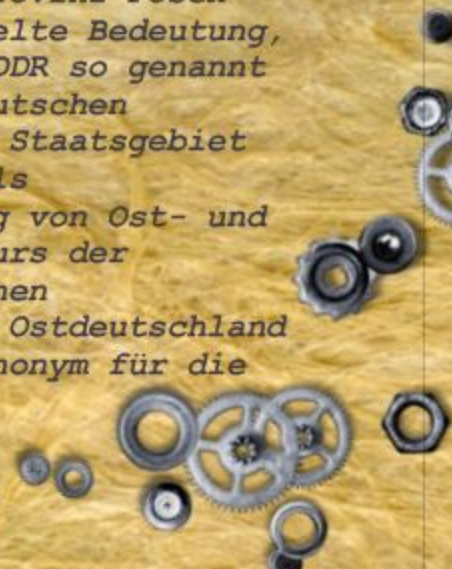 elte Bedeutung,
DDR so genannt
utschen
Staatsgebiet
ls
g von Ost- und
urs der
hen
Ostdeutschland
nonym für die